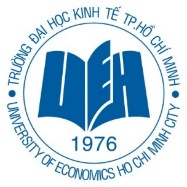 TRƯỜNG ĐẠI HỌC KINH TẾ TP.HỒ CHÍ MINH
UEH
1976
UNIVERSITY OF ECONOMICS HO CHI MINH CITY